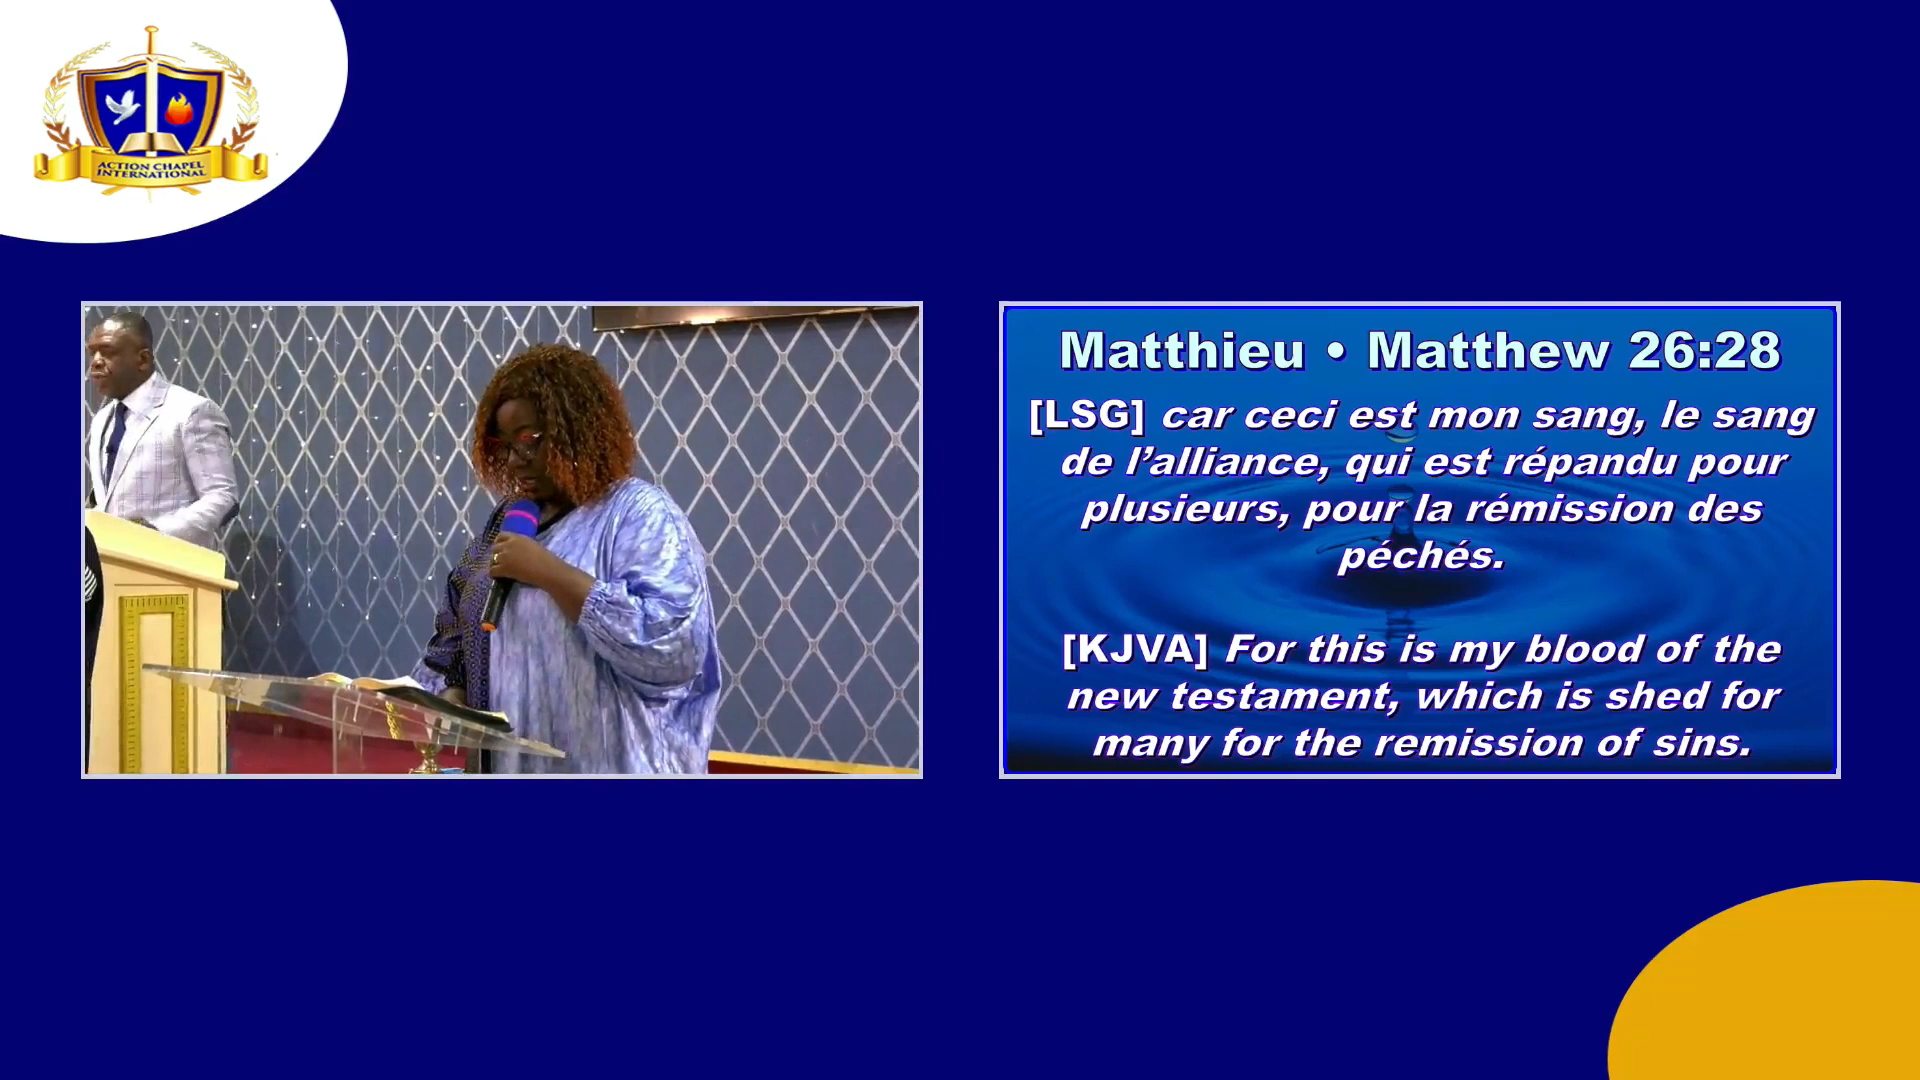 ACTION CHAPEL
INTERNATIONAL
Matthieu • Matthew 26:28
[LSG] car ceci est mon sang, le sang
de l’alliance, qui est répandu pour
plusieurs, pour la rémission des
péchés.
[KJVA] For this is my blood of the
new testament, which is shed for
many for the remission of sins.